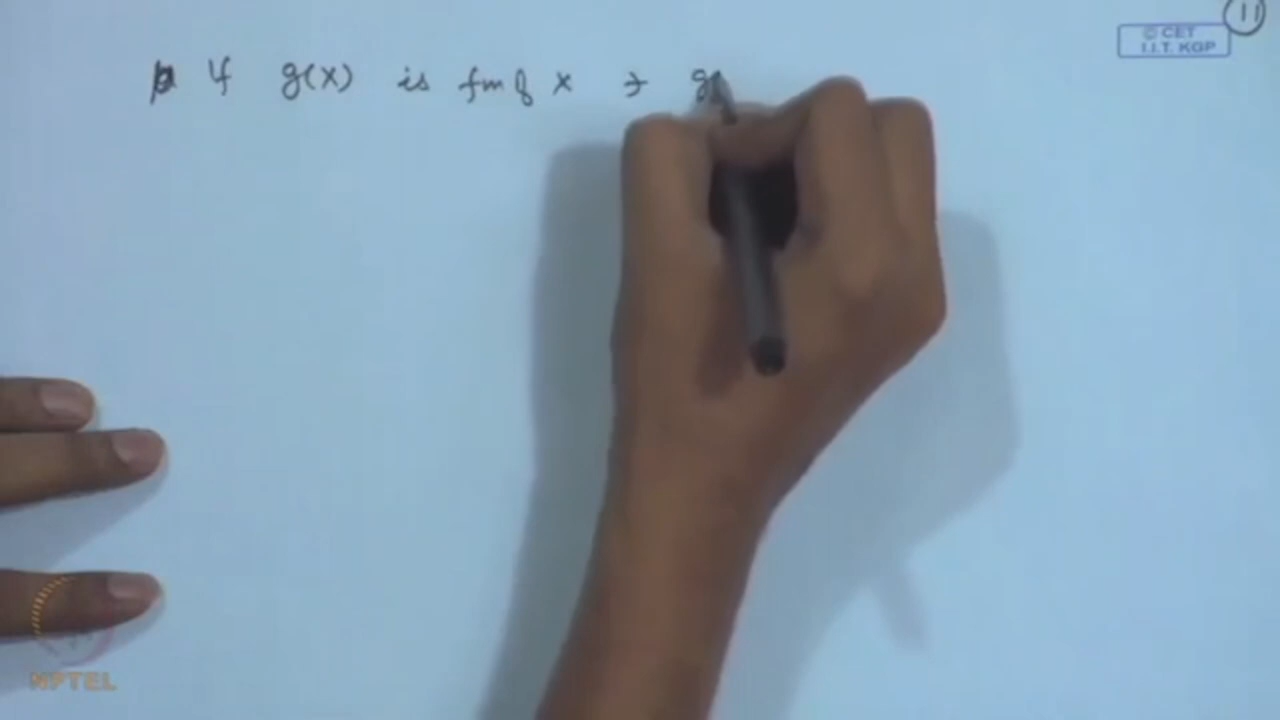 11
© CET
I.I.T. KGP
If g(X) is fn of X ∋ g(
NPTEL